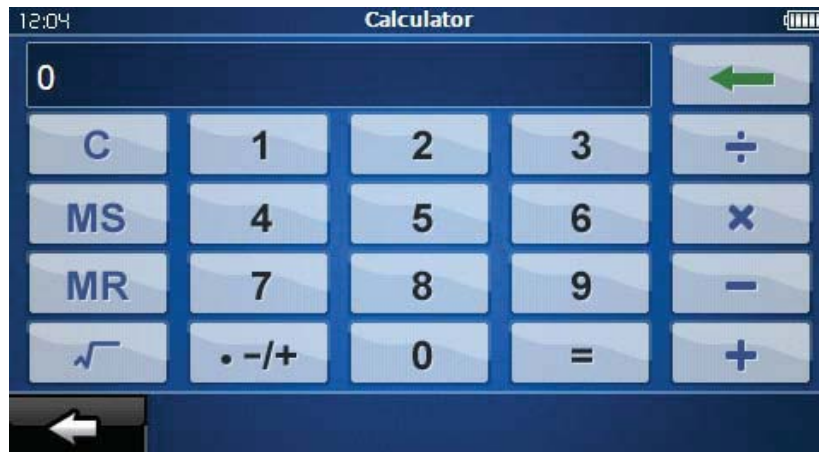 12:04 Calculator
0
C 1 2 3 ÷
MS 4 5 6 ×
MR 7 8 9 −
√ • −/+ 0 = +